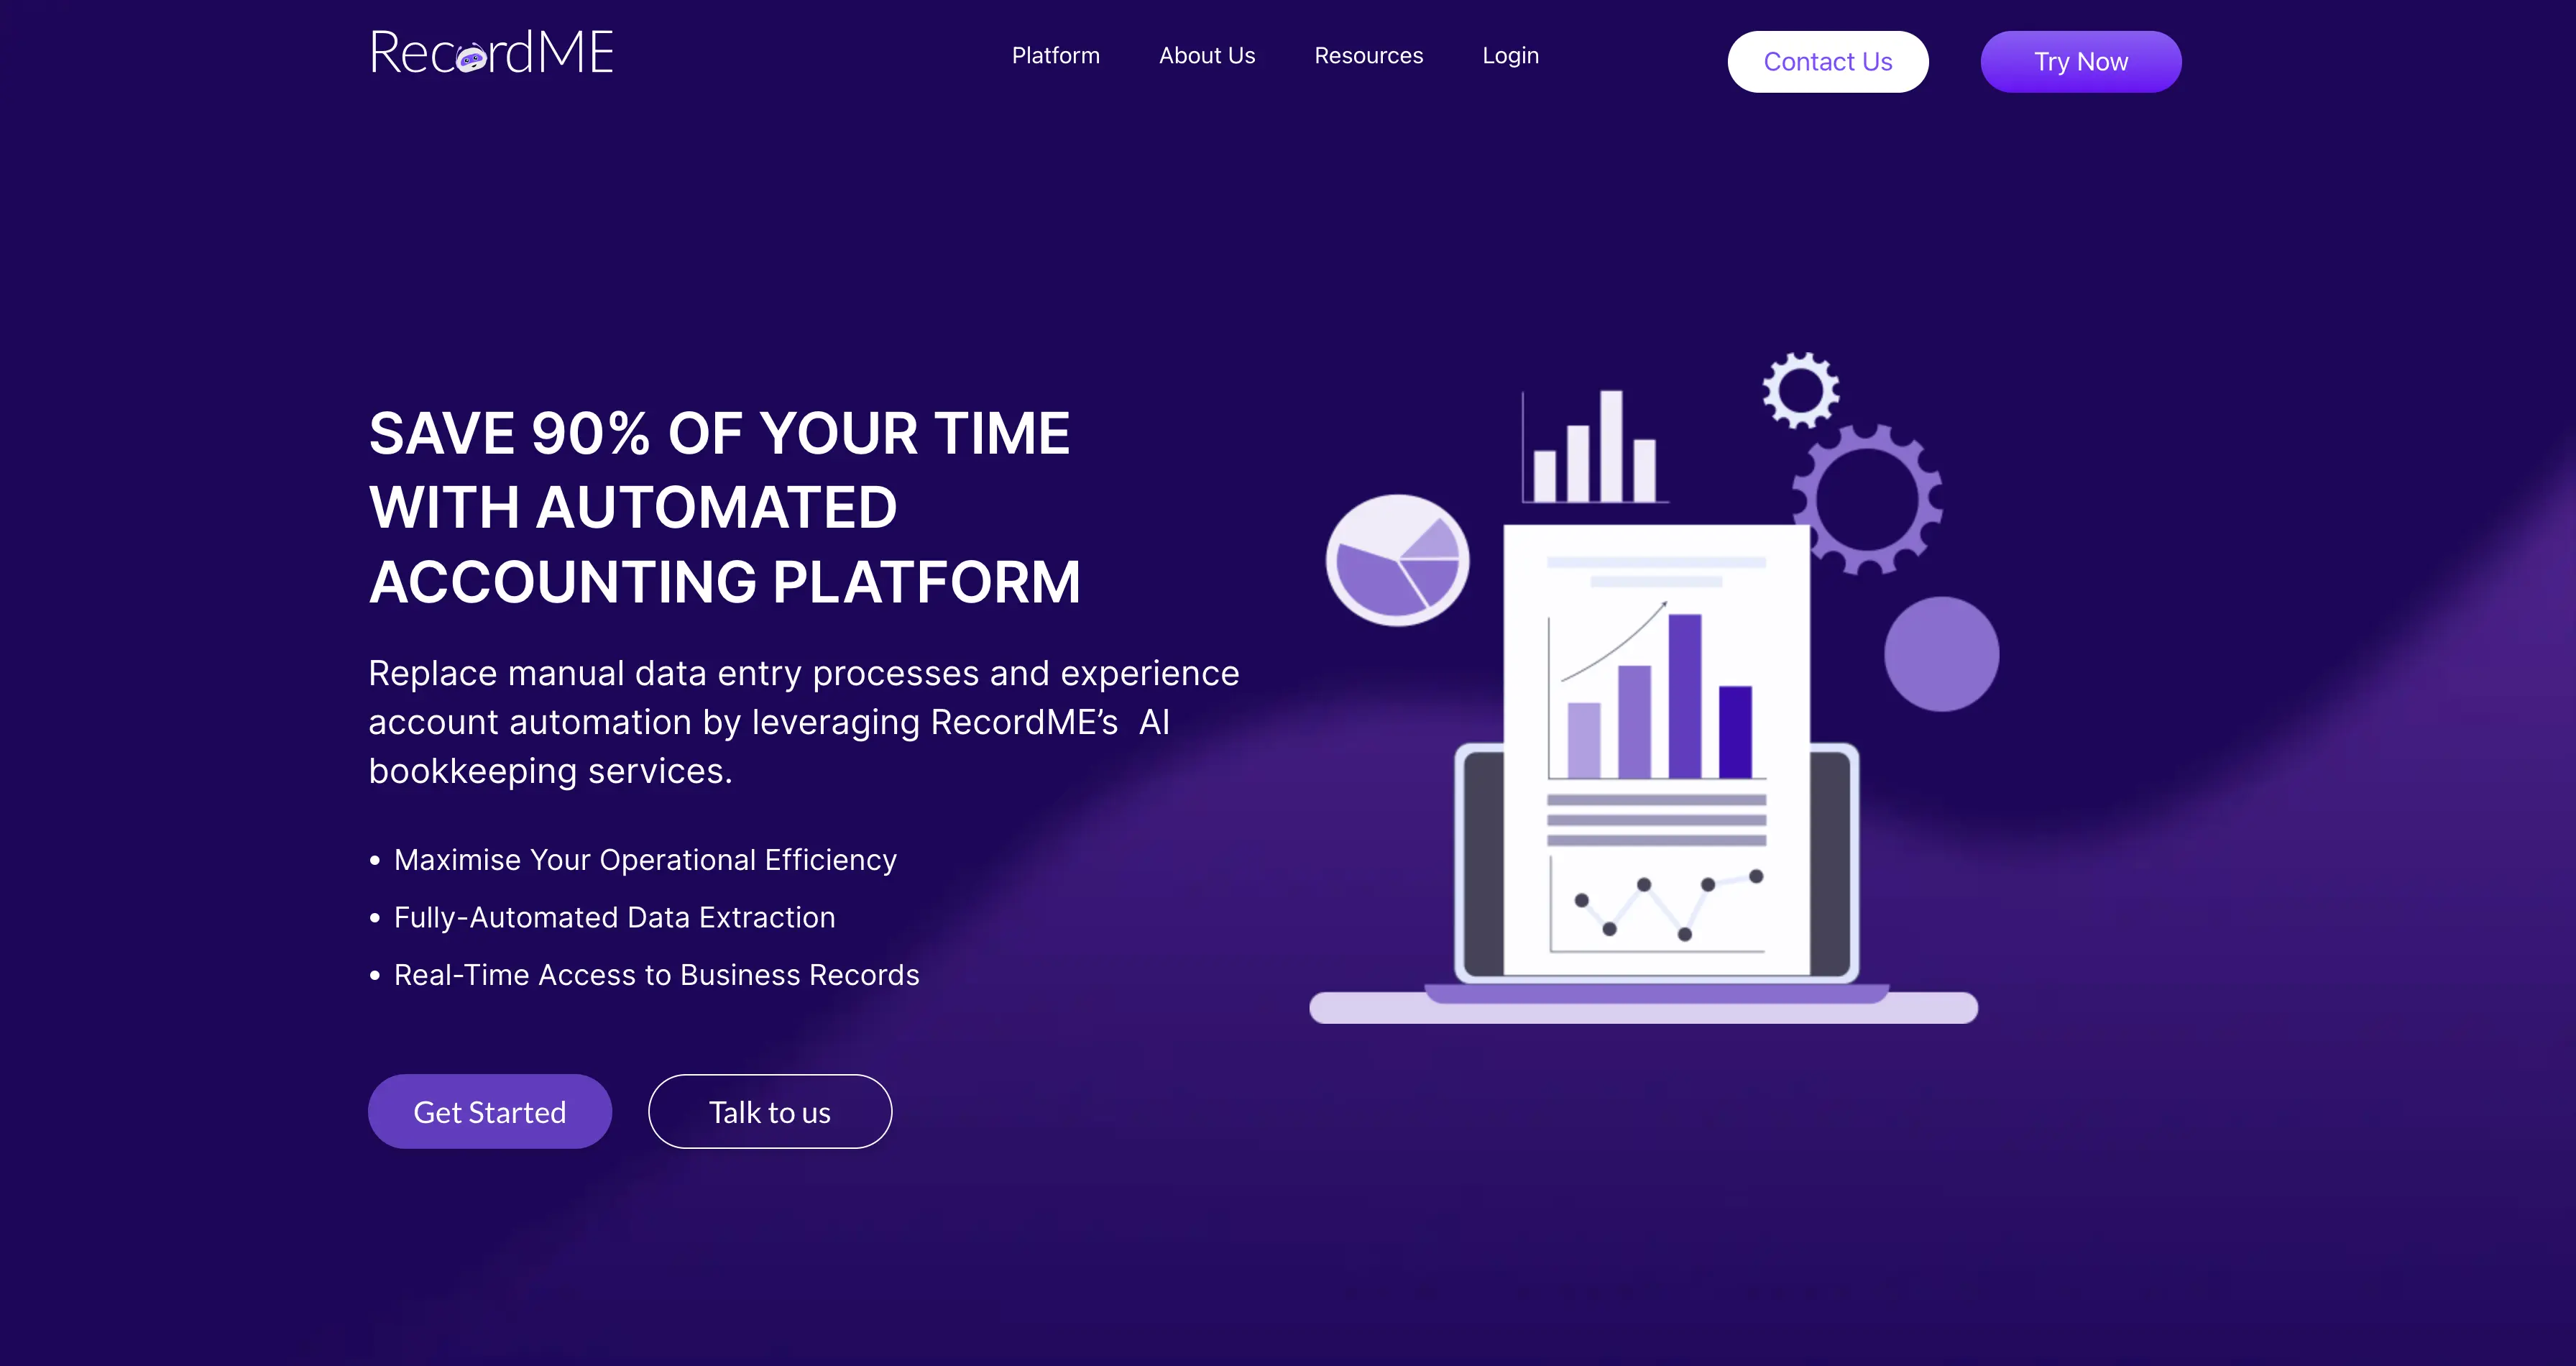 RecordME
Platform
About Us
Resources
Login
Contact Us
Try Now
SAVE 90% OF YOUR TIME
WITH AUTOMATED
ACCOUNTING PLATFORM
Replace manual data entry processes and experience
account automation by leveraging RecordME’s  AI
bookkeeping services.
• Maximise Your Operational Efficiency
• Fully-Automated Data Extraction
• Real-Time Access to Business Records
Get Started
Talk to us